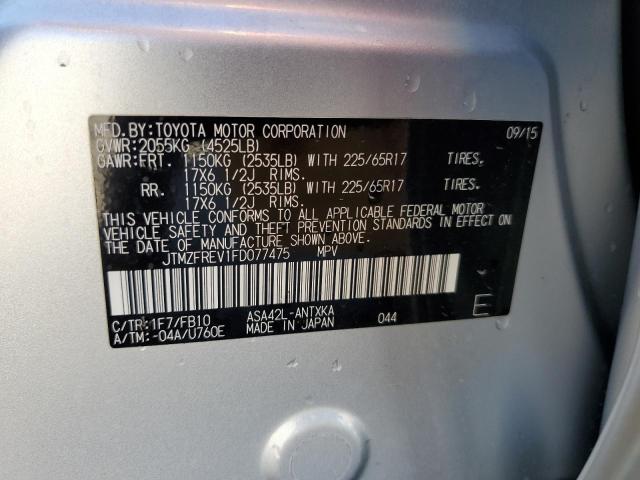 MFD.BY:TOYOTA MOTOR CORPORATION 09/15
GVWR:2055KG (4525LB)
GAWR:FRT. 1150KG (2535LB) WITH 225/65R17 TIRES.
17X6 1/2J RIMS.
RR. 1150KG (2535LB) WITH 225/65R17 TIRES.
17X6 1/2J RIMS.
THIS VEHICLE CONFORMS TO ALL APPLICABLE FEDERAL MOTOR
VEHICLE SAFETY AND THEFT PREVENTION STANDARDS IN EFFECT ON
THE DATE OF MANUFACTURE SHOWN ABOVE.
JTMZFREV1FD077475 MPV
C/TR:1F7/FB10 ASA42L-ANTXKA 044 E
A/TM:-04A/U760E MADE IN JAPAN